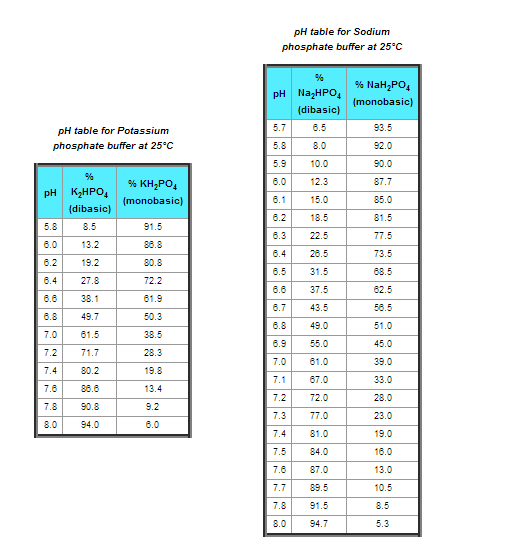 pH table for Potassium
phosphate buffer at 25°C
pH % K₂HPO₄ (dibasic) % KH₂PO₄ (monobasic)
5.8 8.5 91.5
6.0 13.2 86.8
6.2 19.2 80.8
6.4 27.8 72.2
6.6 38.1 61.9
6.8 49.7 50.3
7.0 61.5 38.5
7.2 71.7 28.3
7.4 80.2 19.8
7.6 86.6 13.4
7.8 90.8 9.2
8.0 94.0 6.0
pH table for Sodium
phosphate buffer at 25°C
pH % Na₂HPO₄ (dibasic) % NaH₂PO₄ (monobasic)
5.7 6.5 93.5
5.8 8.0 92.0
5.9 10.0 90.0
6.0 12.3 87.7
6.1 15.0 85.0
6.2 18.5 81.5
6.3 22.5 77.5
6.4 26.5 73.5
6.5 31.5 68.5
6.6 37.5 62.5
6.7 43.5 56.5
6.8 49.0 51.0
6.9 55.0 45.0
7.0 61.0 39.0
7.1 67.0 33.0
7.2 72.0 28.0
7.3 77.0 23.0
7.4 81.0 19.0
7.5 84.0 16.0
7.6 87.0 13.0
7.7 89.5 10.5
7.8 91.5 8.5
8.0 94.7 5.3